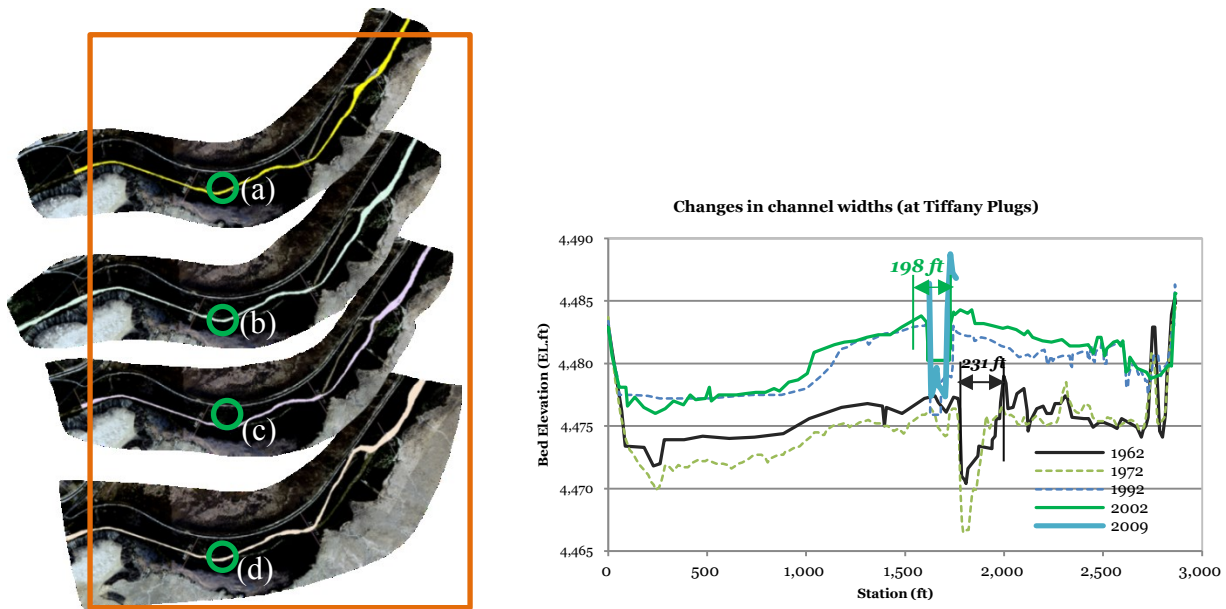 (a)
(b)
(c)
(d)
Changes in channel widths (at Tiffany Plugs)
4,490
4,485
4,480
4,475
4,470
4,465
Bed Elevation (EL.ft)
198 ft
231 ft
1962
1972
1992
2002
2009
0
500
1,000
1,500
2,000
2,500
3,000
Station (ft)